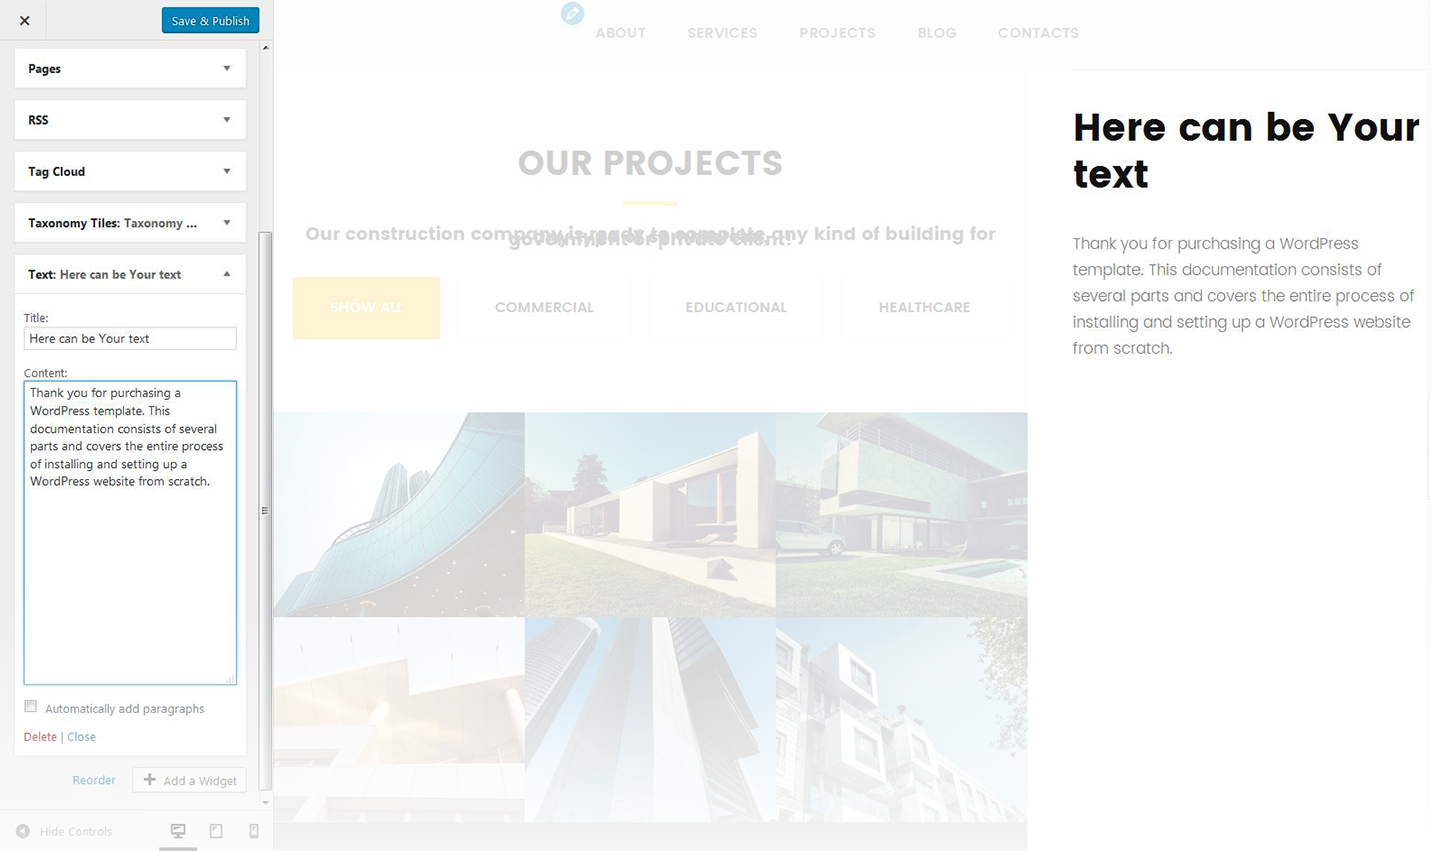 Save & Publish
Pages
RSS
Tag Cloud
Taxonomy Tiles: Taxonomy ...
Text: Here can be Your text
Title:
Here can be Your text
Content:
Thank you for purchasing a
WordPress template. This
documentation consists of several
parts and covers the entire process
of installing and setting up a
WordPress website from scratch.
Automatically add paragraphs
Delete | Close
Reorder
Add a Widget
Hide Controls
ABOUT SERVICES PROJECTS BLOG CONTACTS
OUR PROJECTS
Our construction company is ready to complete any kind of building for
government or private client!
SHOW ALL COMMERCIAL EDUCATIONAL HEALTHCARE
Here can be Your
text
Thank you for purchasing a WordPress
template. This documentation consists of
several parts and covers the entire process of
installing and setting up a WordPress website
from scratch.